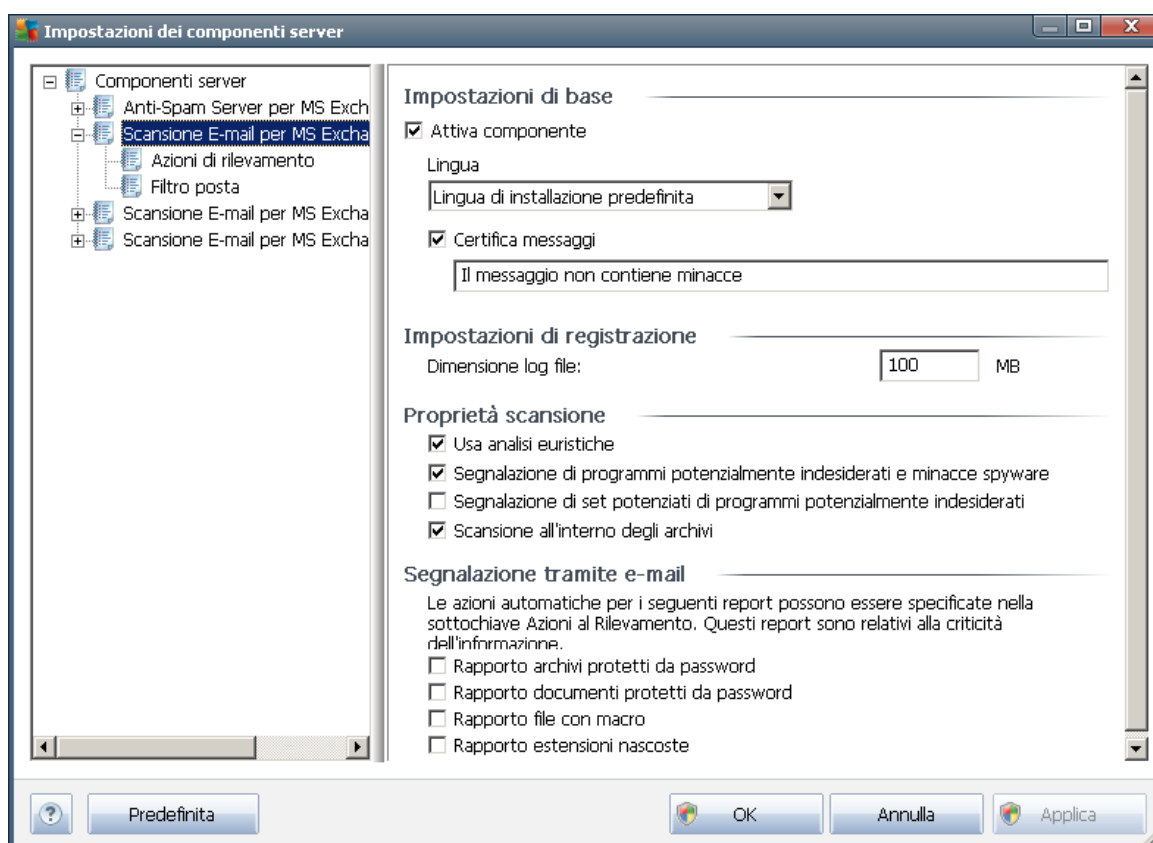 Impostazioni dei componenti server
Componenti server
Anti-Spam Server per MS Exch
Scansione E-mail per MS Excha
Azioni di rilevamento
Filtro posta
Scansione E-mail per MS Excha
Scansione E-mail per MS Excha
Impostazioni di base
Attiva componente
Lingua
Lingua di installazione predefinita
Certifica messaggi
Il messaggio non contiene minacce
Impostazioni di registrazione
Dimensione log file: 100 MB
Proprietà scansione
Usa analisi euristiche
Segnalazione di programmi potenzialmente indesiderati e minacce spyware
Segnalazione di set potenziati di programmi potenzialmente indesiderati
Scansione all'interno degli archivi
Segnalazione tramite e-mail
Le azioni automatiche per i seguenti report possono essere specificate nella
sottochiave Azioni al Rilevamento. Questi report sono relativi alla criticità
dell'informazione.
Rapporto archivi protetti da password
Rapporto documenti protetti da password
Rapporto file con macro
Rapporto estensioni nascoste
? Predefinita OK Annulla Applica